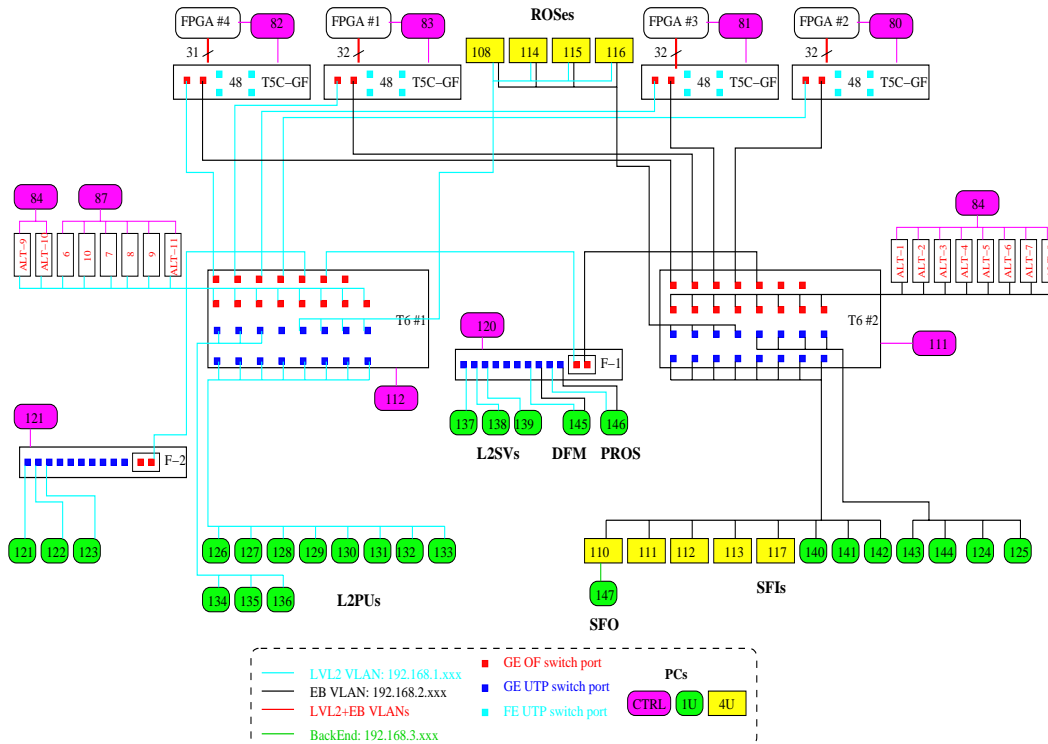 FPGA #4
82
FPGA #1
83
ROSes
FPGA #3
81
FPGA #2
80
31
32
108
114
115
116
32
32
48
T5C−GF
48
T5C−GF
48
T5C−GF
48
T5C−GF
84
87
84
ALT−9
ALT−10
6
10
7
8
9
ALT−11
ALT−1
ALT−2
ALT−3
ALT−4
ALT−5
ALT−6
ALT−7
T6 #1
120
T6 #2
111
F−1
112
121
137
138
139
145
146
L2SVs
DFM
PROS
F−2
121
122
123
126
127
128
129
130
131
132
133
110
111
112
113
117
140
141
142
143
144
124
125
134
135
136
L2PUs
147
SFIs
SFO
LVL2 VLAN: 192.168.1.xxx
EB VLAN: 192.168.2.xxx
LVL2+EB VLANs
BackEnd: 192.168.3.xxx
GE OF switch port
GE UTP switch port
FE UTP switch port
PCs
CTRL
1U
4U